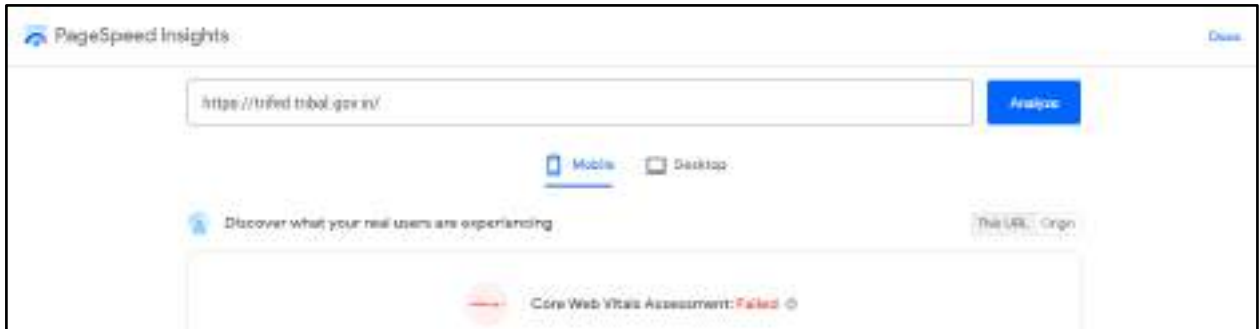 PageSpeed Insights
Docs
https://trifed.tribal.gov.in/
Analyze
Mobile Desktop
Discover what your real users are experiencing
This URL Origin
Core Web Vitals Assessment: Failed